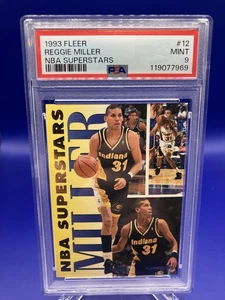 1993 FLEER #12
REGGIE MILLER MINT
NBA SUPERSTARS 9
PSA 119077969
NBA SUPERSTARS
MILLER
Indiana
31
Indiana
31